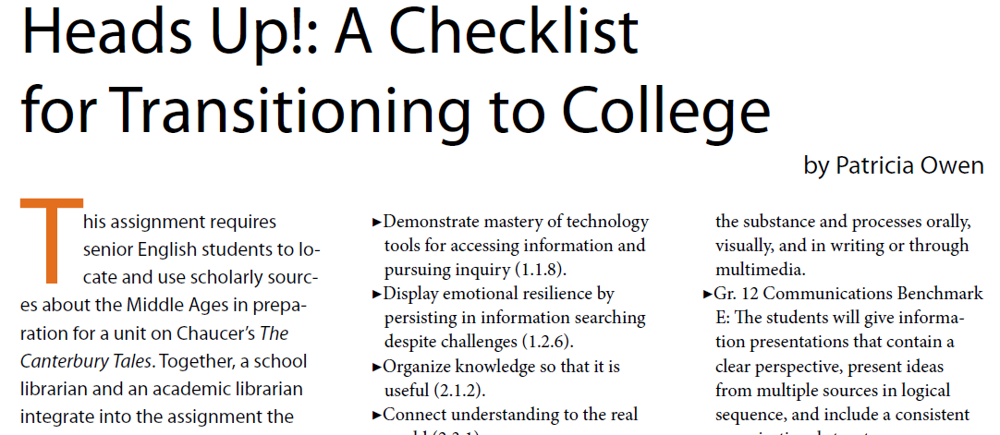 Heads Up!: A Checklist
for Transitioning to College
by Patricia Owen
This assignment requires
senior English students to lo-
cate and use scholarly sourc-
es about the Middle Ages in prepa-
ration for a unit on Chaucer’s The
Canterbury Tales. Together, a school
librarian and an academic librarian
integrate into the assignment the
▶Demonstrate mastery of technology
tools for accessing information and
pursuing inquiry (1.1.8).
▶Display emotional resilience by
persisting in information searching
despite challenges (1.2.6).
▶Organize knowledge so that it is
useful (2.1.2).
▶Connect understanding to the real
the substance and processes orally,
visually, and in writing or through
multimedia.
▶Gr. 12 Communications Benchmark
E: The students will give informa-
tion presentations that contain a
clear perspective, present ideas
from multiple sources in logical
sequence, and include a consistent